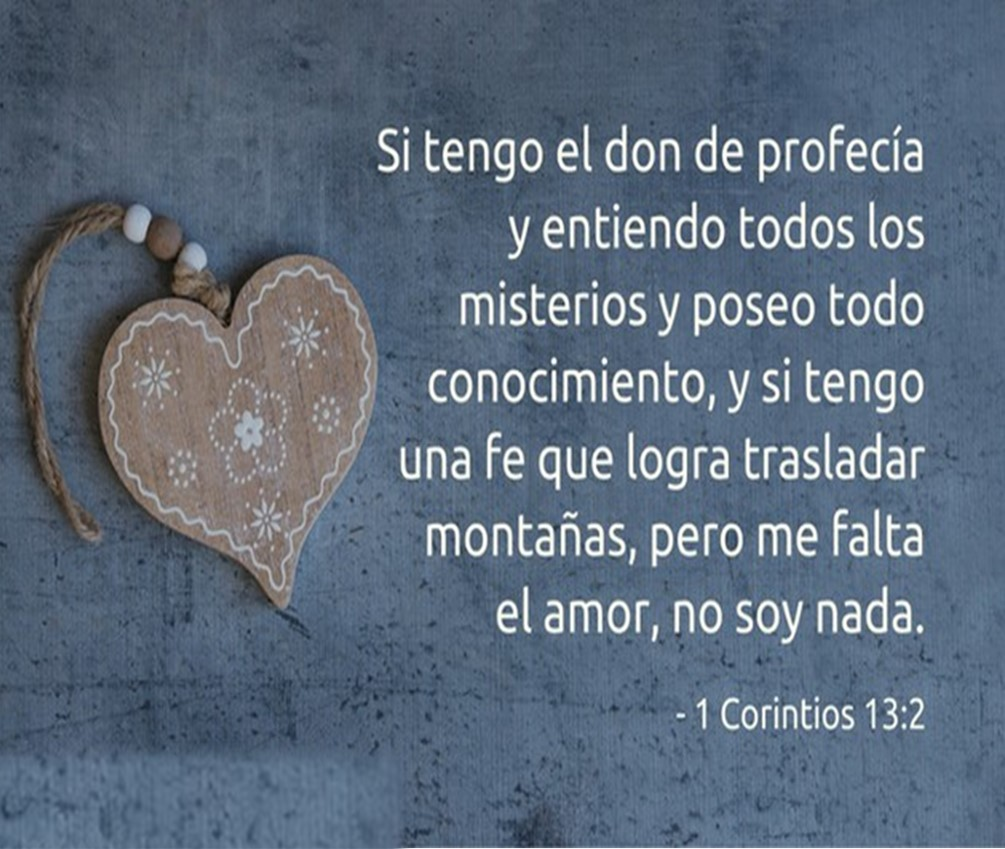 Si tengo el don de profecía
y entiendo todos los
misterios y poseo todo
conocimiento, y si tengo
una fe que logra trasladar
montañas, pero me falta
el amor, no soy nada.
- 1 Corintios 13:2